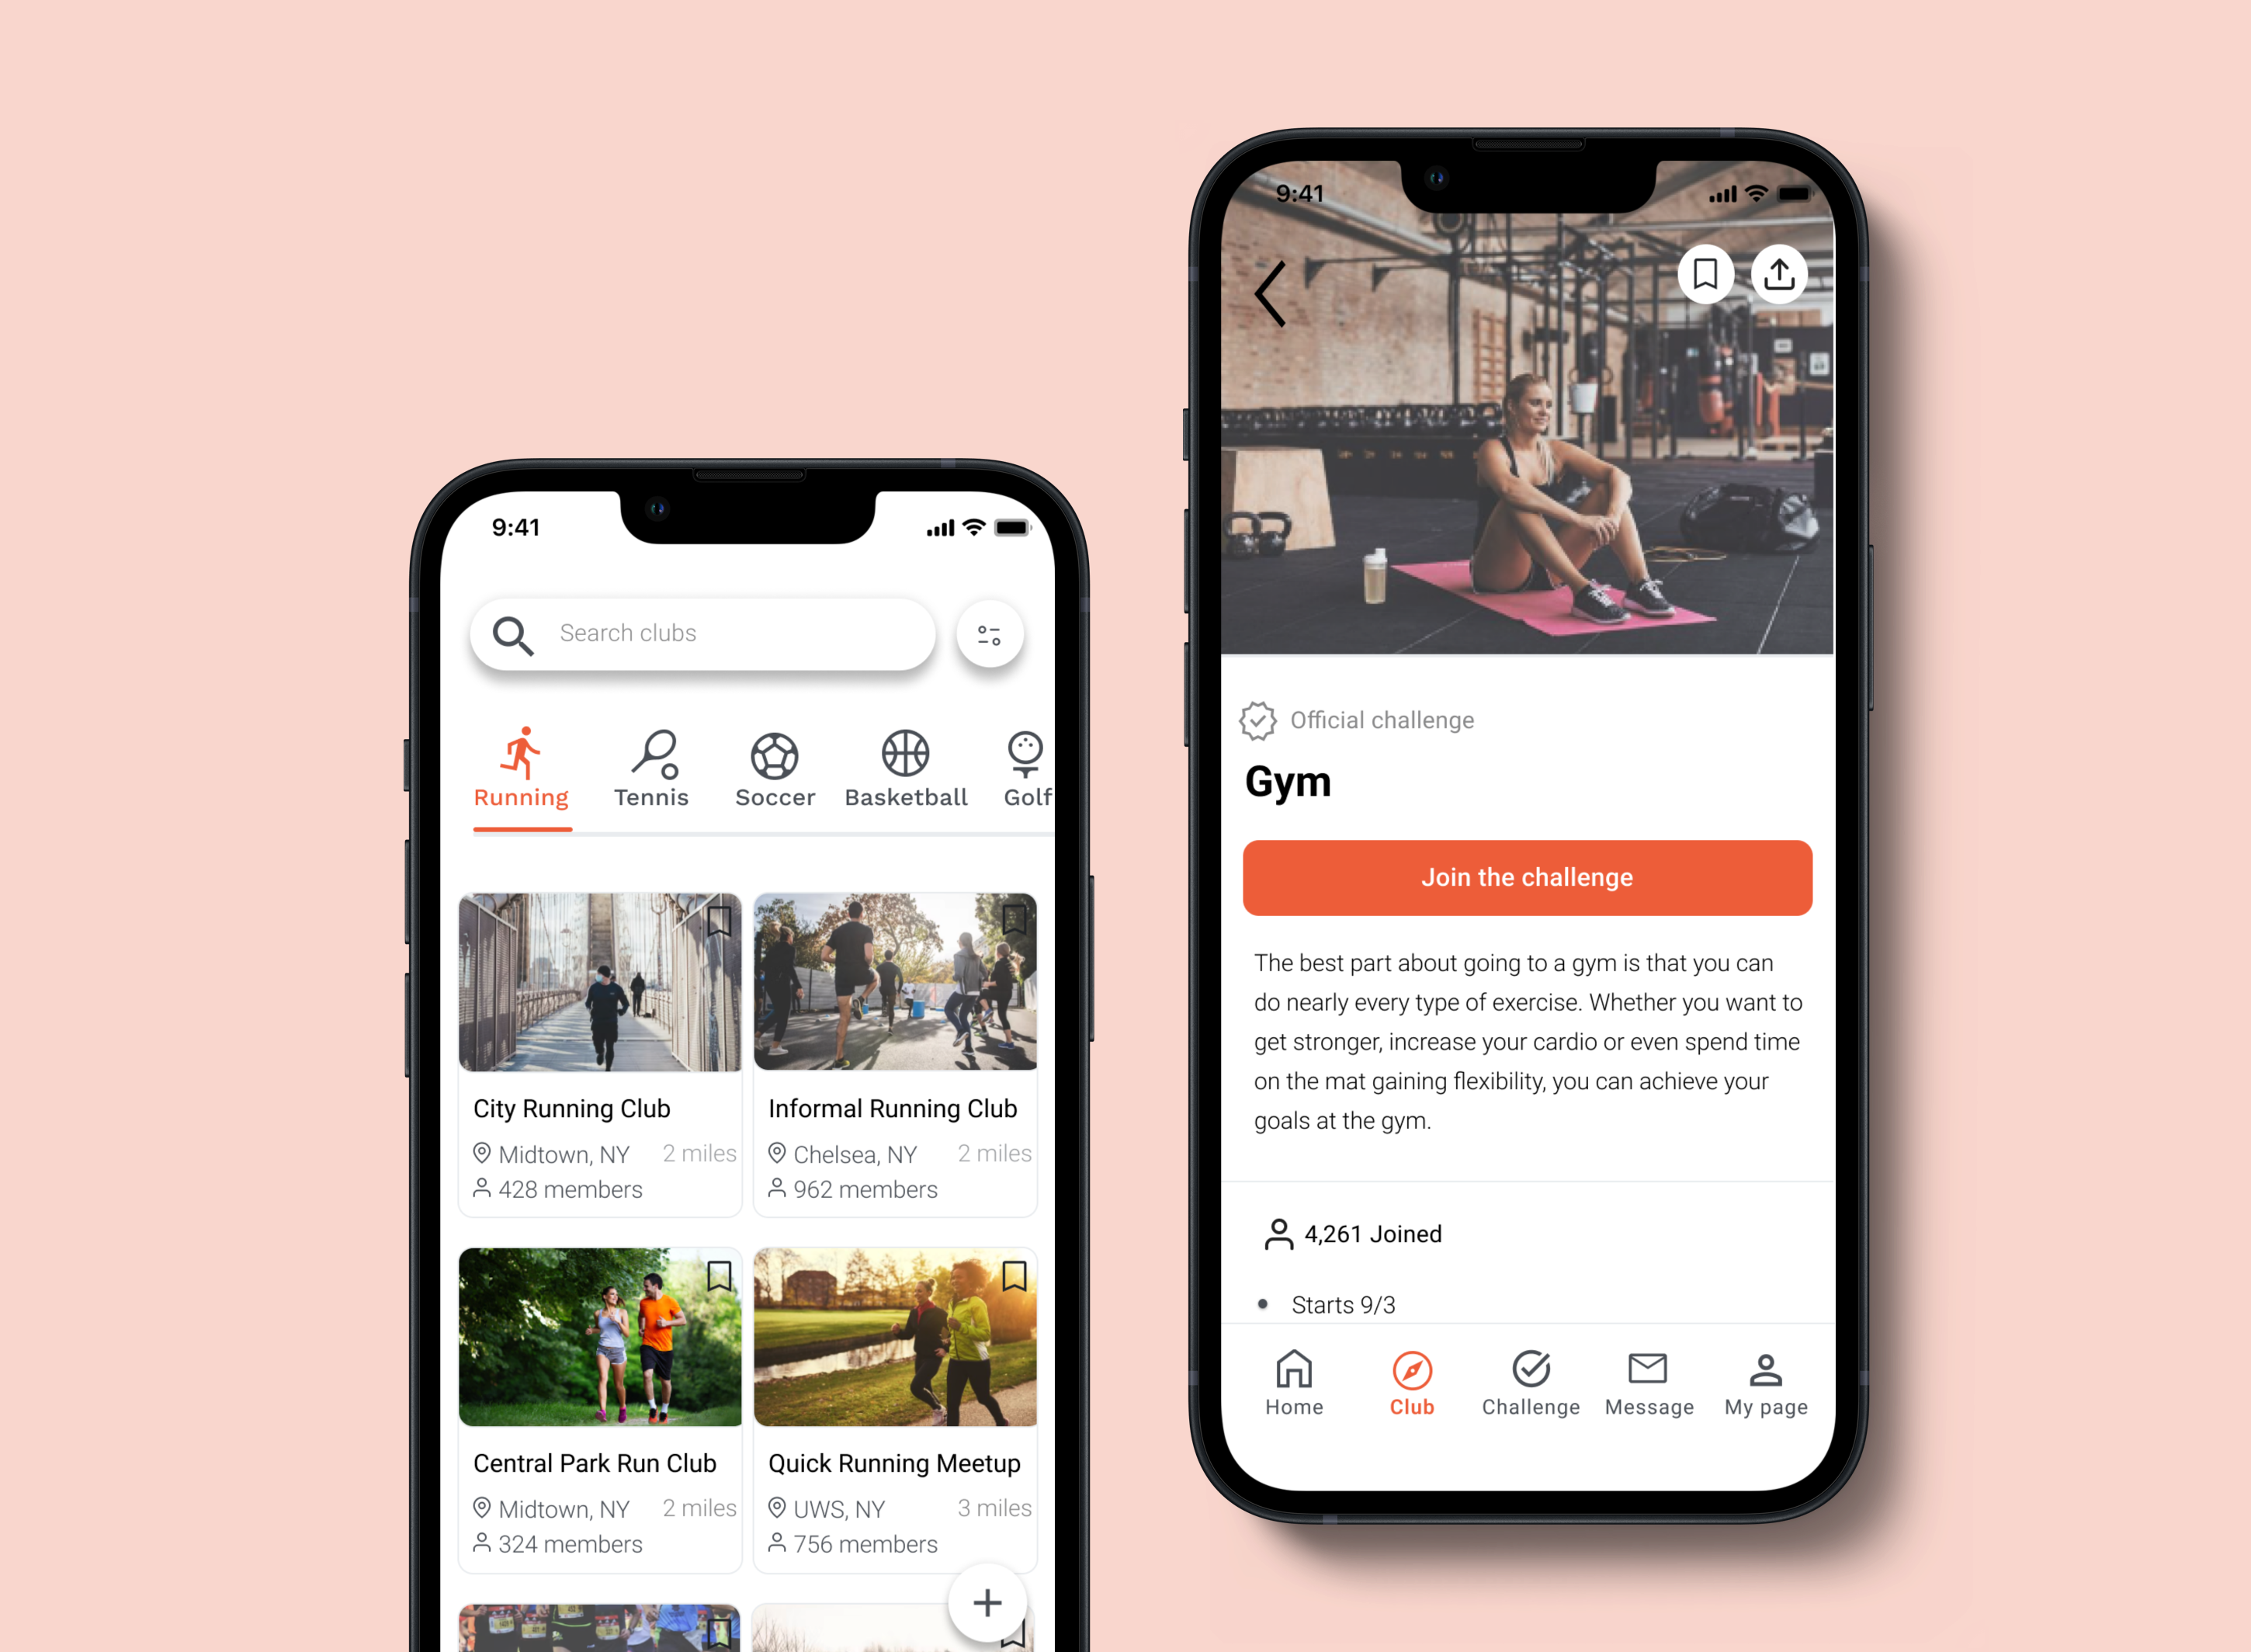 9:41
Search clubs
Running Tennis Soccer Basketball Golf
City Running Club
Midtown, NY 2 miles
428 members
Informal Running Club
Chelsea, NY 2 miles
962 members
Central Park Run Club
Midtown, NY 2 miles
324 members
Quick Running Meetup
UWS, NY 3 miles
756 members
9:41
Official challenge
Gym
Join the challenge
The best part about going to a gym is that you can
do nearly every type of exercise. Whether you want to
get stronger, increase your cardio or even spend time
on the mat gaining flexibility, you can achieve your
goals at the gym.
4,261 Joined
Starts 9/3
Home Club Challenge Message My page